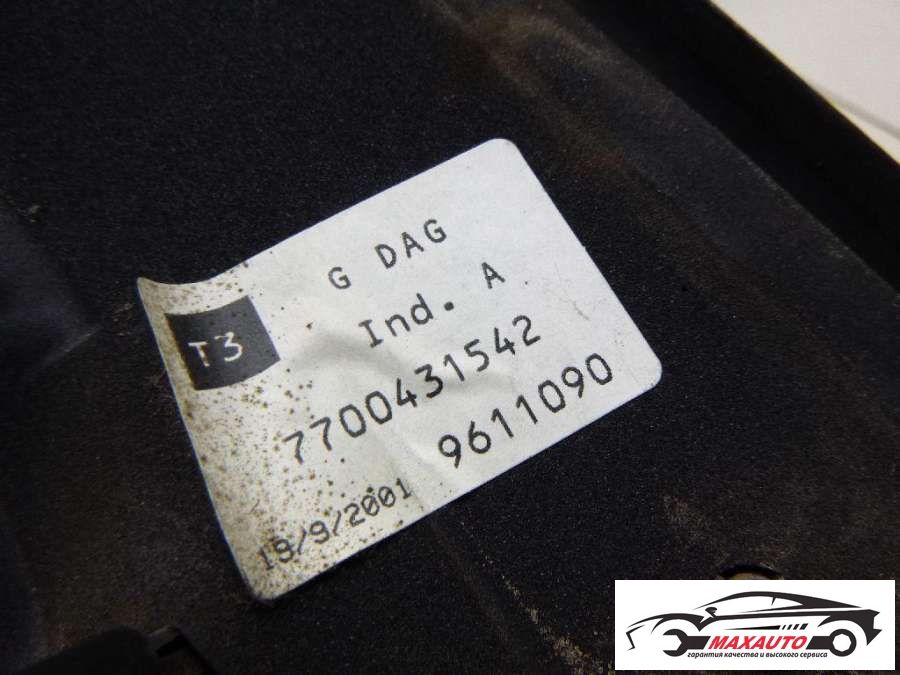 G DAG
Ind. A
T3
7700431542
9611090
19/9/2001
MAXAUTO
гарантия качества и высокого сервиса